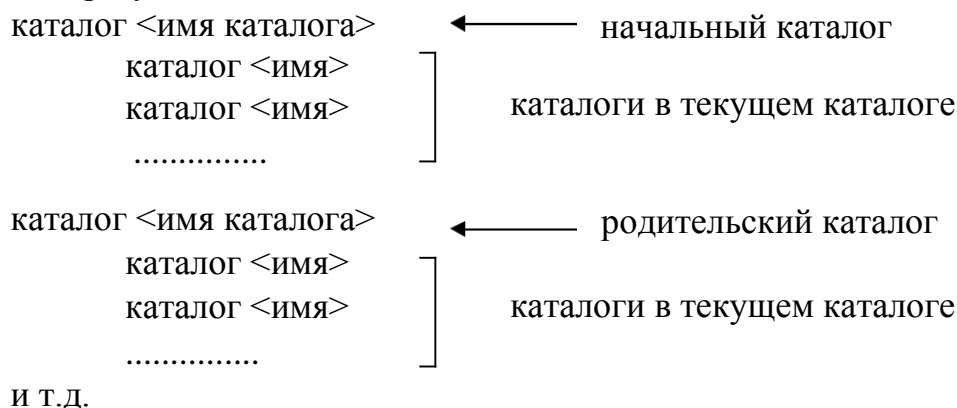 каталог <имя каталога> начальный каталог
каталог <имя>
каталог <имя> каталоги в текущем каталоге
...............
каталог <имя каталога> родительский каталог
каталог <имя>
каталог <имя> каталоги в текущем каталоге
...............
и т.д.